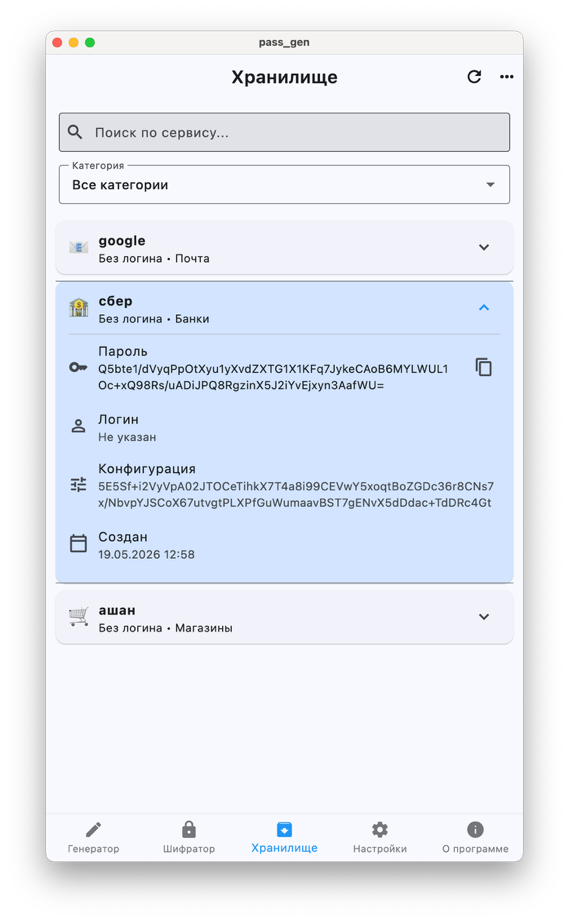 pass_gen
Хранилище
Поиск по сервису...
Категория
Все категории
google
Без логина • Почта
сбер
Без логина • Банки
Пароль
Q5bte1/dVyqPpOtXyu1yXvdZXTG1X1KFq7JykeCAoB6MYLWUL1
Oc+xQ98Rs/uADiJPQ8RgzinX5J2iYvEjxyn3AafWU=
Логин
Не указан
Конфигурация
5E5Sf+i2VyVpA02JTOCeTihkX7T4a8i99CEVwY5xoqtBoZGDc36r8CNs7
x/NbvpYJSCoX67utvgtPLXPfGuWumaavBST7gENvX5dDdac+TdDRc4Gt
Создан
19.05.2026 12:58
ашан
Без логина • Магазины
Генератор
Шифратор
Хранилище
Настройки
О программе